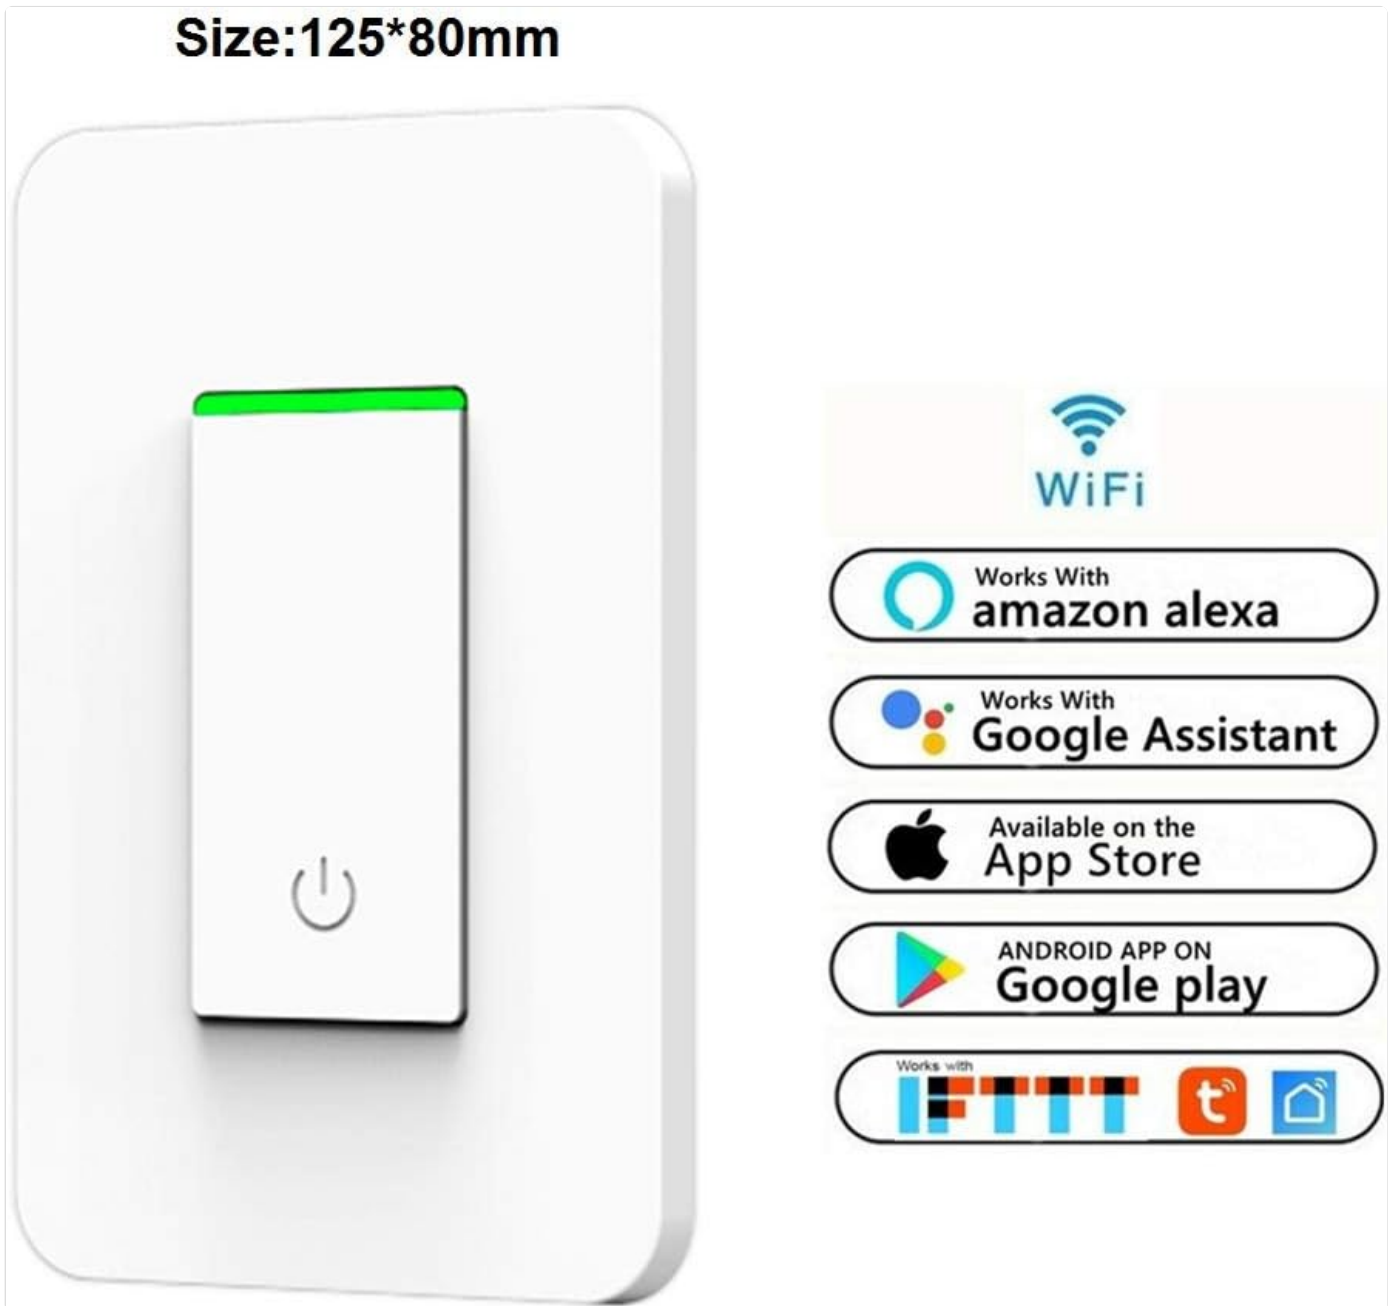 Size:125*80mm
WiFi
Works With
amazon alexa
Works With
Google Assistant
Available on the
App Store
ANDROID APP ON
Google play
Works with
IFTTT